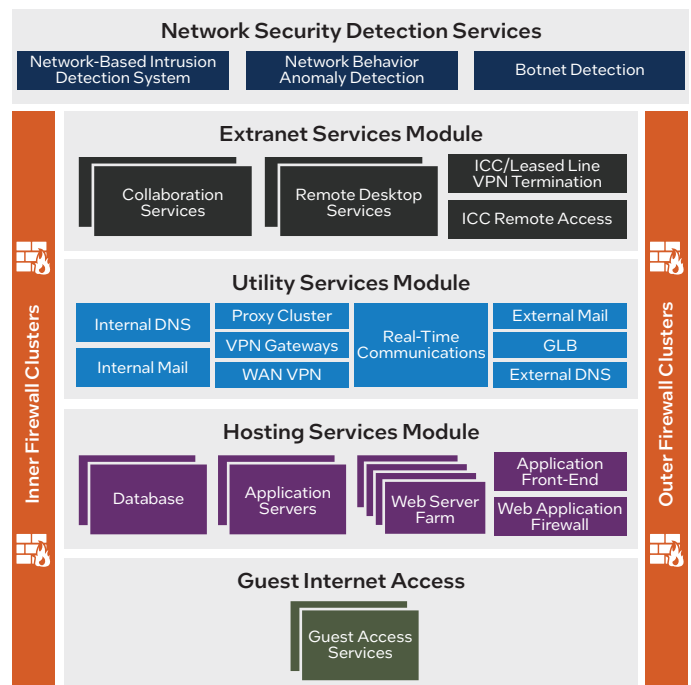 Network Security Detection Services
Network-Based Intrusion
Detection System
Network Behavior
Anomaly Detection
Botnet Detection
Inner Firewall Clusters
Extranet Services Module
Collaboration
Services
Remote Desktop
Services
ICC/Leased Line
VPN Termination
ICC Remote Access
Utility Services Module
Internal DNS
Internal Mail
Proxy Cluster
VPN Gateways
WAN VPN
Real-Time
Communications
External Mail
GLB
External DNS
Hosting Services Module
Database
Application
Servers
Web Server
Farm
Application
Front-End
Web Application
Firewall
Guest Internet Access
Guest Access
Services
Outer Firewall Clusters